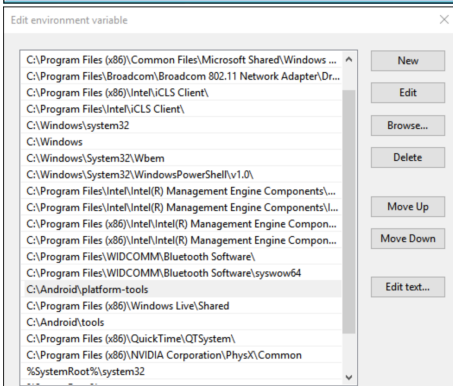 Edit environment variable
C:\Program Files (x86)\Common Files\Microsoft Shared\Windows ...
C:\Program Files\Broadcom\Broadcom 802.11 Network Adapter\Dr...
C:\Program Files (x86)\Intel\iCLS Client\
C:\Program Files\Intel\iCLS Client\
C:\Windows\system32
C:\Windows
C:\Windows\System32\Wbem
C:\Windows\System32\WindowsPowerShell\v1.0\
C:\Program Files\Intel\Intel(R) Management Engine Components\...
C:\Program Files\Intel\Intel(R) Management Engine Components\I...
C:\Program Files (x86)\Intel\Intel(R) Management Engine Compon...
C:\Program Files (x86)\Intel\Intel(R) Management Engine Compon...
C:\Program Files\WIDCOMM\Bluetooth Software\
C:\Program Files\WIDCOMM\Bluetooth Software\syswow64
C:\Android\platform-tools
C:\Program Files (x86)\Windows Live\Shared
C:\Android\tools
C:\Program Files (x86)\QuickTime\QTSystem\
C:\Program Files (x86)\NVIDIA Corporation\PhysX\Common
%SystemRoot%\system32
New
Edit
Browse...
Delete
Move Up
Move Down
Edit text...